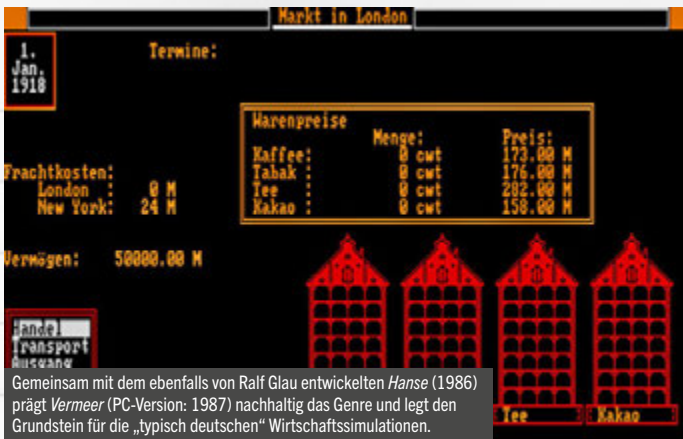 Markt in London
1.
Jan.
1918
Termine:
Warenpreise
Menge: Preis:
Kaffee: 0 cwt 173.00 M
Tabak : 0 cwt 176.00 M
Tee : 0 cwt 282.00 M
Kakao : 0 cwt 158.00 M
Frachtkosten:
London : 0 M
New York: 24 M
Vermögen: 50000.00 M
Handel
Transport
Ausgang
Tee Kakao
Gemeinsam mit dem ebenfalls von Ralf Glau entwickelten Hanse (1986)
prägt Vermeer (PC-Version: 1987) nachhaltig das Genre und legt den
Grundstein für die „typisch deutschen“ Wirtschaftssimulationen.